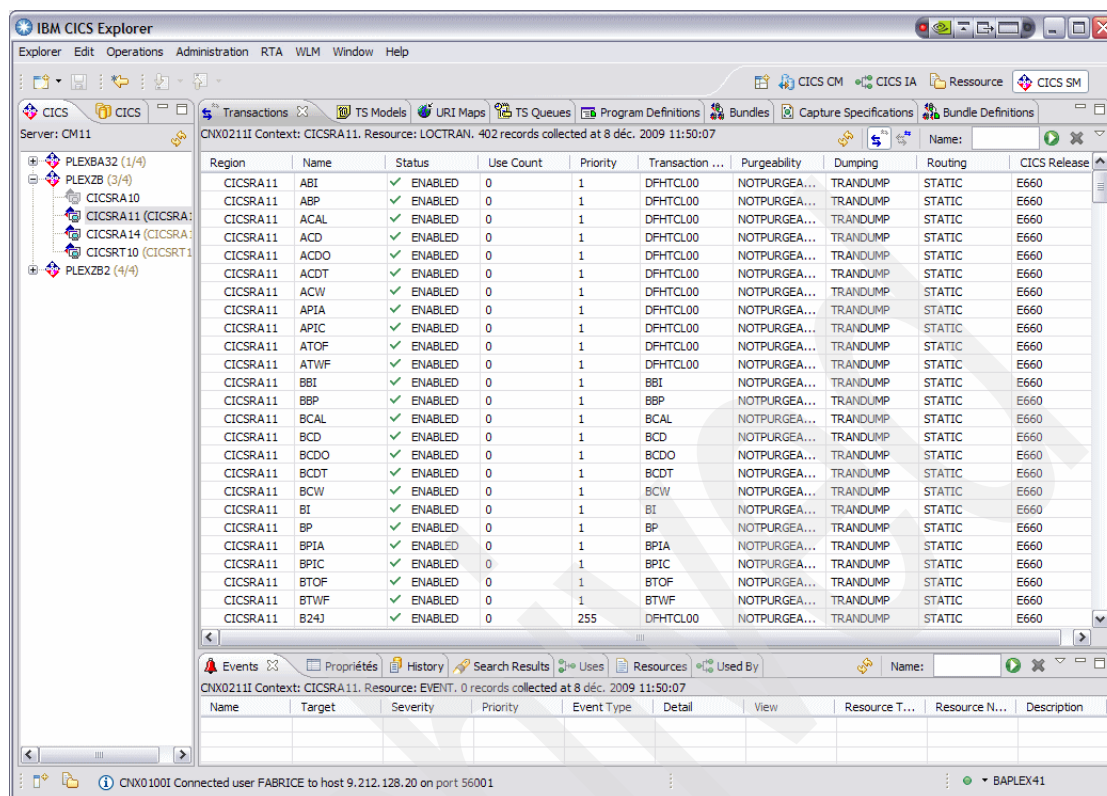 IBM CICS Explorer
Explorer Edit Operations Administration RTA WLM Window Help
CICS CM CICS IA Ressource CICS SM
CICS CICS
Server: CM11
PLEXBA32 (1/4)
PLEXZB (3/4)
CICSRA10
CICSRA11 (CICSRA1
CICSRA14 (CICSRA1
CICSRT10 (CICSRT1
PLEXZB2 (4/4)
Transactions TS Models URI Maps TS Queues Program Definitions Bundles Capture Specifications Bundle Definitions
CNX0211I Context: CICSRA11. Resource: LOCTRAN. 402 records collected at 8 déc. 2009 11:50:07 Name:
Region Name Status Use Count Priority Transaction ... Purgeability Dumping Routing CICS Release
CICSRA11 ABI ENABLED 0 1 DFHTCL00 NOTPURGEA... TRANDUMP STATIC E660
CICSRA11 ABP ENABLED 0 1 DFHTCL00 NOTPURGEA... TRANDUMP STATIC E660
CICSRA11 ACAL ENABLED 0 1 DFHTCL00 NOTPURGEA... TRANDUMP STATIC E660
CICSRA11 ACD ENABLED 0 1 DFHTCL00 NOTPURGEA... TRANDUMP STATIC E660
CICSRA11 ACDO ENABLED 0 1 DFHTCL00 NOTPURGEA... TRANDUMP STATIC E660
CICSRA11 ACDT ENABLED 0 1 DFHTCL00 NOTPURGEA... TRANDUMP STATIC E660
CICSRA11 ACW ENABLED 0 1 DFHTCL00 NOTPURGEA... TRANDUMP STATIC E660
CICSRA11 APIA ENABLED 0 1 DFHTCL00 NOTPURGEA... TRANDUMP STATIC E660
CICSRA11 APIC ENABLED 0 1 DFHTCL00 NOTPURGEA... TRANDUMP STATIC E660
CICSRA11 ATOF ENABLED 0 1 DFHTCL00 NOTPURGEA... TRANDUMP STATIC E660
CICSRA11 ATWF ENABLED 0 1 DFHTCL00 NOTPURGEA... TRANDUMP STATIC E660
CICSRA11 BBI ENABLED 0 1 BBI NOTPURGEA... TRANDUMP STATIC E660
CICSRA11 BBP ENABLED 0 1 BBP NOTPURGEA... TRANDUMP STATIC E660
CICSRA11 BCAL ENABLED 0 1 BCAL NOTPURGEA... TRANDUMP STATIC E660
CICSRA11 BCD ENABLED 0 1 BCD NOTPURGEA... TRANDUMP STATIC E660
CICSRA11 BCDO ENABLED 0 1 BCDO NOTPURGEA... TRANDUMP STATIC E660
CICSRA11 BCDT ENABLED 0 1 BCDT NOTPURGEA... TRANDUMP STATIC E660
CICSRA11 BCW ENABLED 0 1 BCW NOTPURGEA... TRANDUMP STATIC E660
CICSRA11 BI ENABLED 0 1 BI NOTPURGEA... TRANDUMP STATIC E660
CICSRA11 BP ENABLED 0 1 BP NOTPURGEA... TRANDUMP STATIC E660
CICSRA11 BPIA ENABLED 0 1 BPIA NOTPURGEA... TRANDUMP STATIC E660
CICSRA11 BPIC ENABLED 0 1 BPIC NOTPURGEA... TRANDUMP STATIC E660
CICSRA11 BTOF ENABLED 0 1 BTOF NOTPURGEA... TRANDUMP STATIC E660
CICSRA11 BTWF ENABLED 0 1 BTWF NOTPURGEA... TRANDUMP STATIC E660
CICSRA11 B24J ENABLED 0 255 DFHTCL00 NOTPURGEA... TRANDUMP STATIC E660
Events Propriétés History Search Results Uses Resources Used By Name:
CNX0211I Context: CICSRA11. Resource: EVENT. 0 records collected at 8 déc. 2009 11:50:07
Name Target Severity Priority Event Type Detail View Resource T... Resource N... Description
CNX0100I Connected user FABRICE to host 9.212.128.20 on port 56001 BAPLEX41